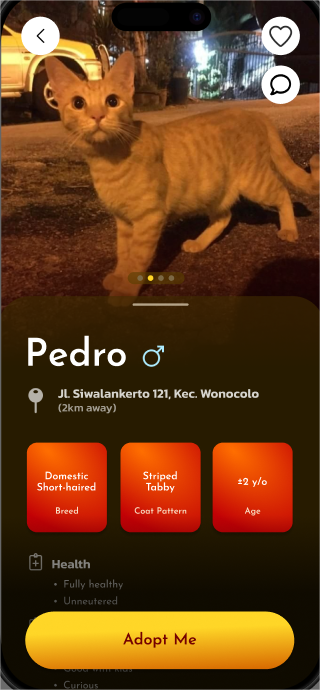 Pedro ♂
Jl. Siwalankerto 121, Kec. Wonocolo
(2km away)
Domestic
Short-haired
Breed
Striped
Tabby
Coat Pattern
±2 y/o
Age
Health
• Fully healthy
• Unneutered
Adopt Me
• Good with kids
• Curious